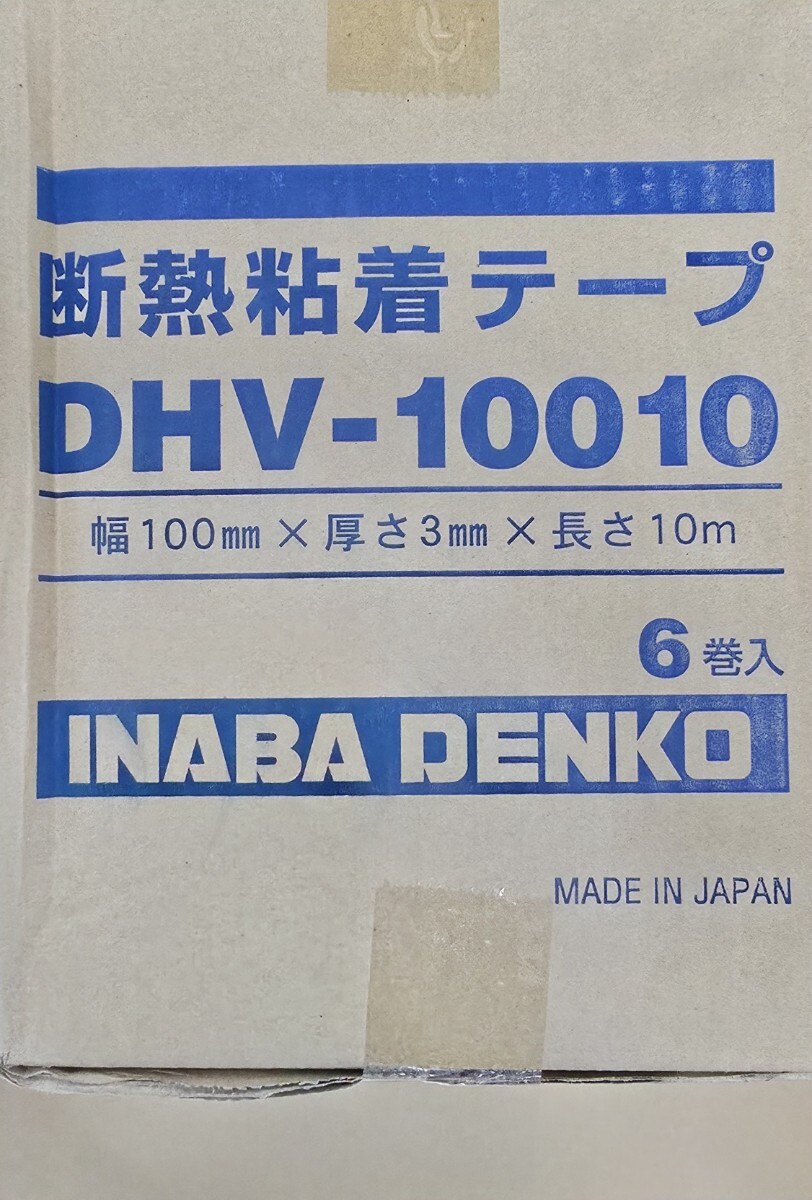 断熱粘着テープ
DHV-10010
幅100㎜×厚さ3㎜×長さ10m
6巻入
INABA DENKO
MADE IN JAPAN